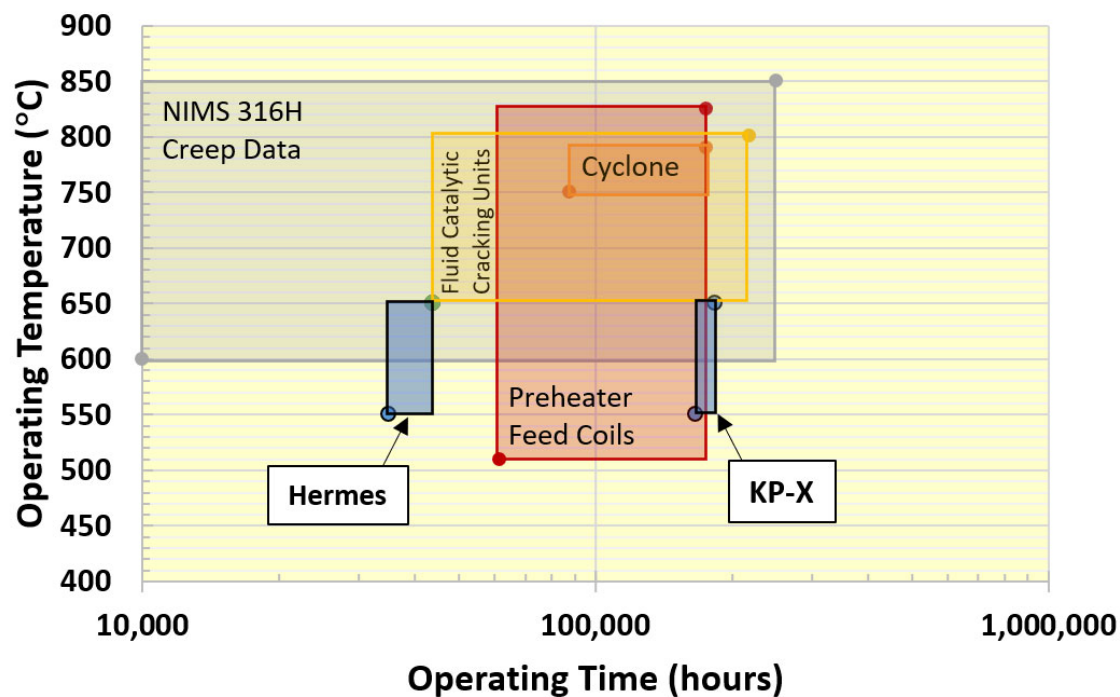 900
850
800
750
700
650
600
550
500
450
400
Operating Temperature (°C)
NIMS 316H
Creep Data
Fluid Catalytic
Cracking Units
Cyclone
Preheater
Feed Coils
Hermes
KP-X
10,000
100,000
1,000,000
Operating Time (hours)